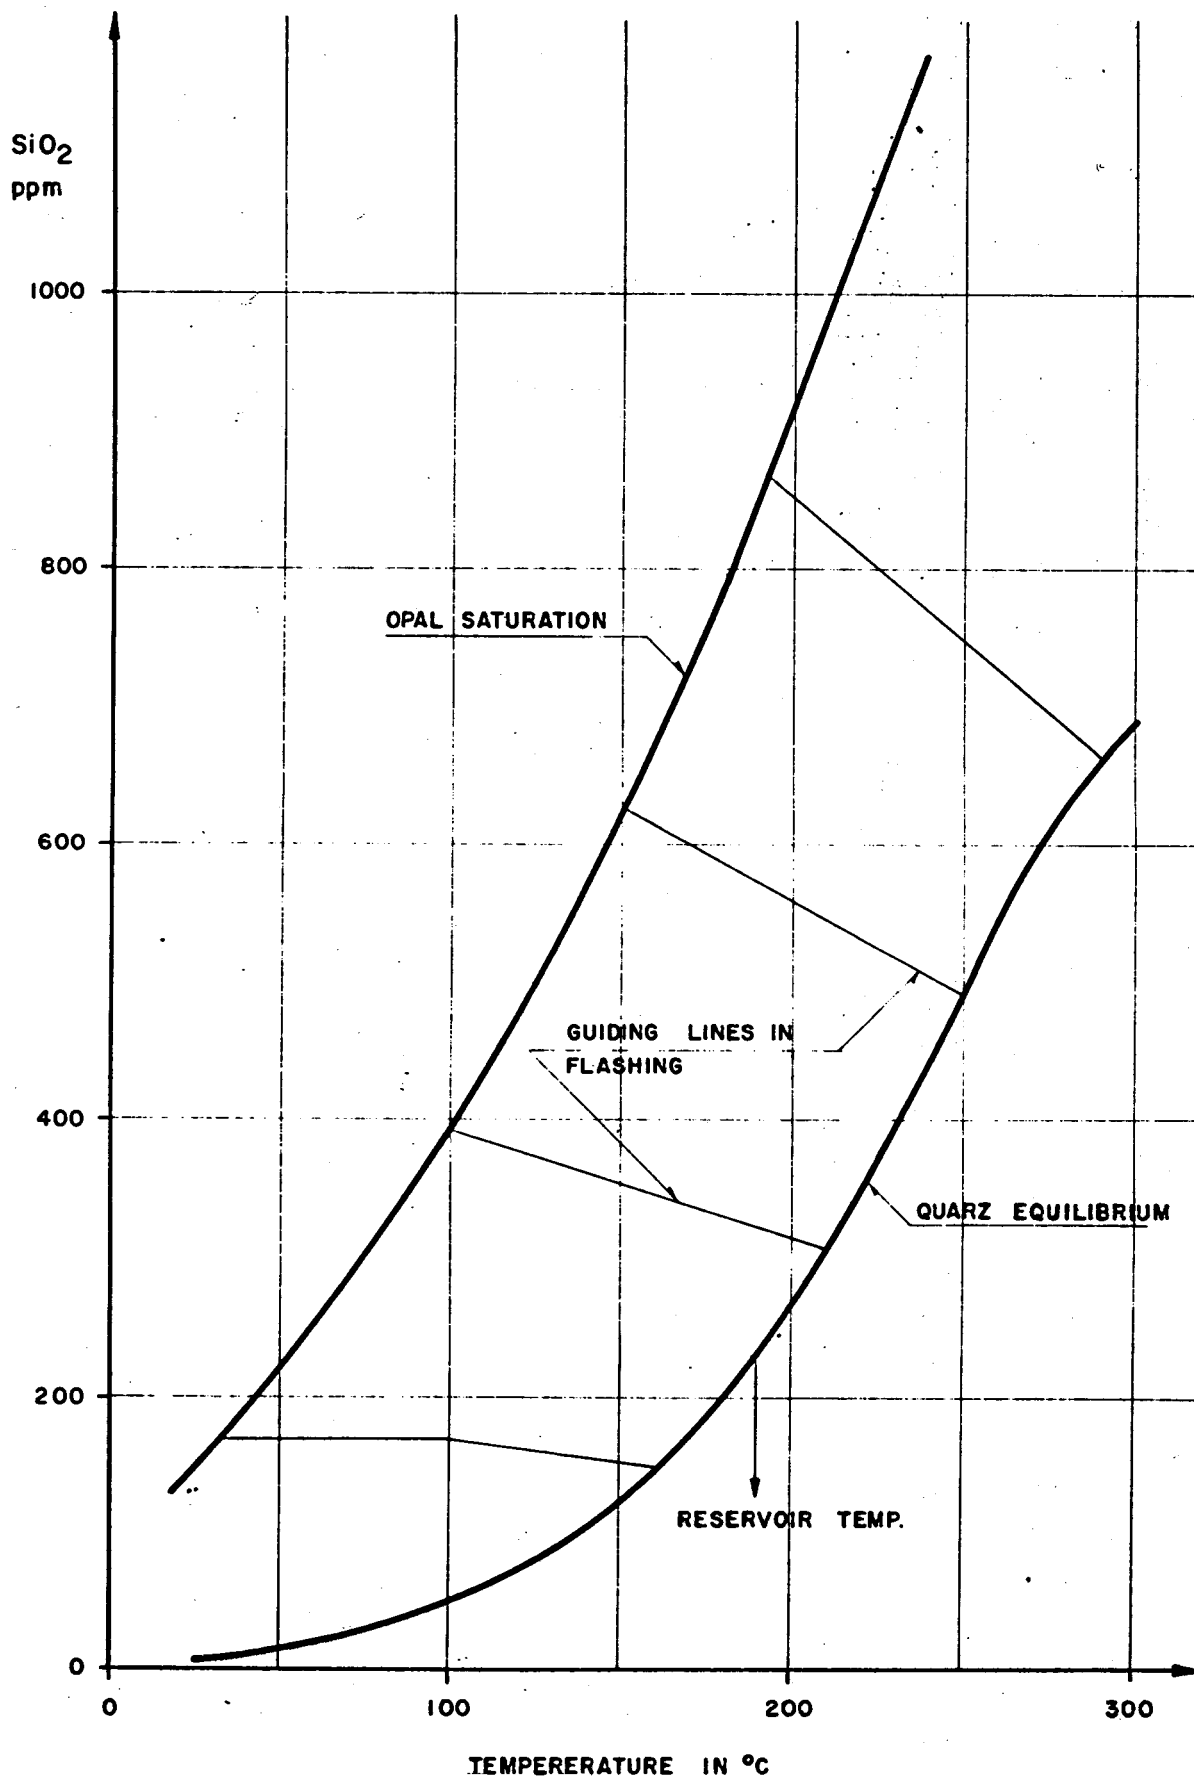 SiO2
ppm
1000
800
OPAL SATURATION
600
GUIDING LINES IN
FLASHING
400
QUARZ EQUILIBRIUM
200
RESERVOIR TEMP.
0
0 100 200 300
TEMPERERATURE IN °C